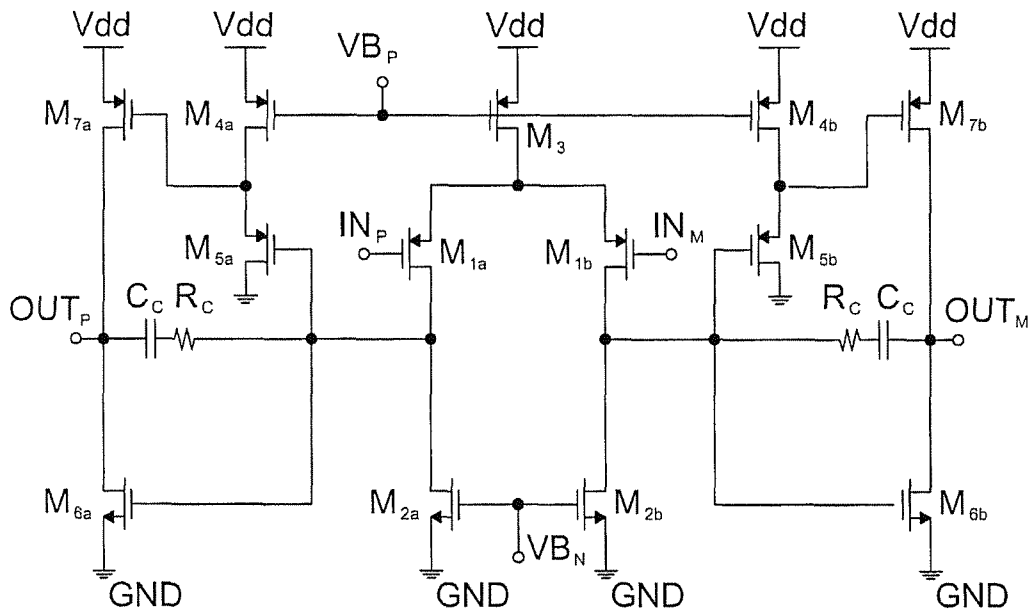 Vdd Vdd Vdd Vdd Vdd
VB_P
M_7a M_4a M_3 M_4b M_7b
IN_P IN_M
M_5a M_1a M_1b M_5b
C_C R_C R_C C_C
OUT_P OUT_M
M_6a M_2a M_2b M_6b
VB_N
GND GND GND GND